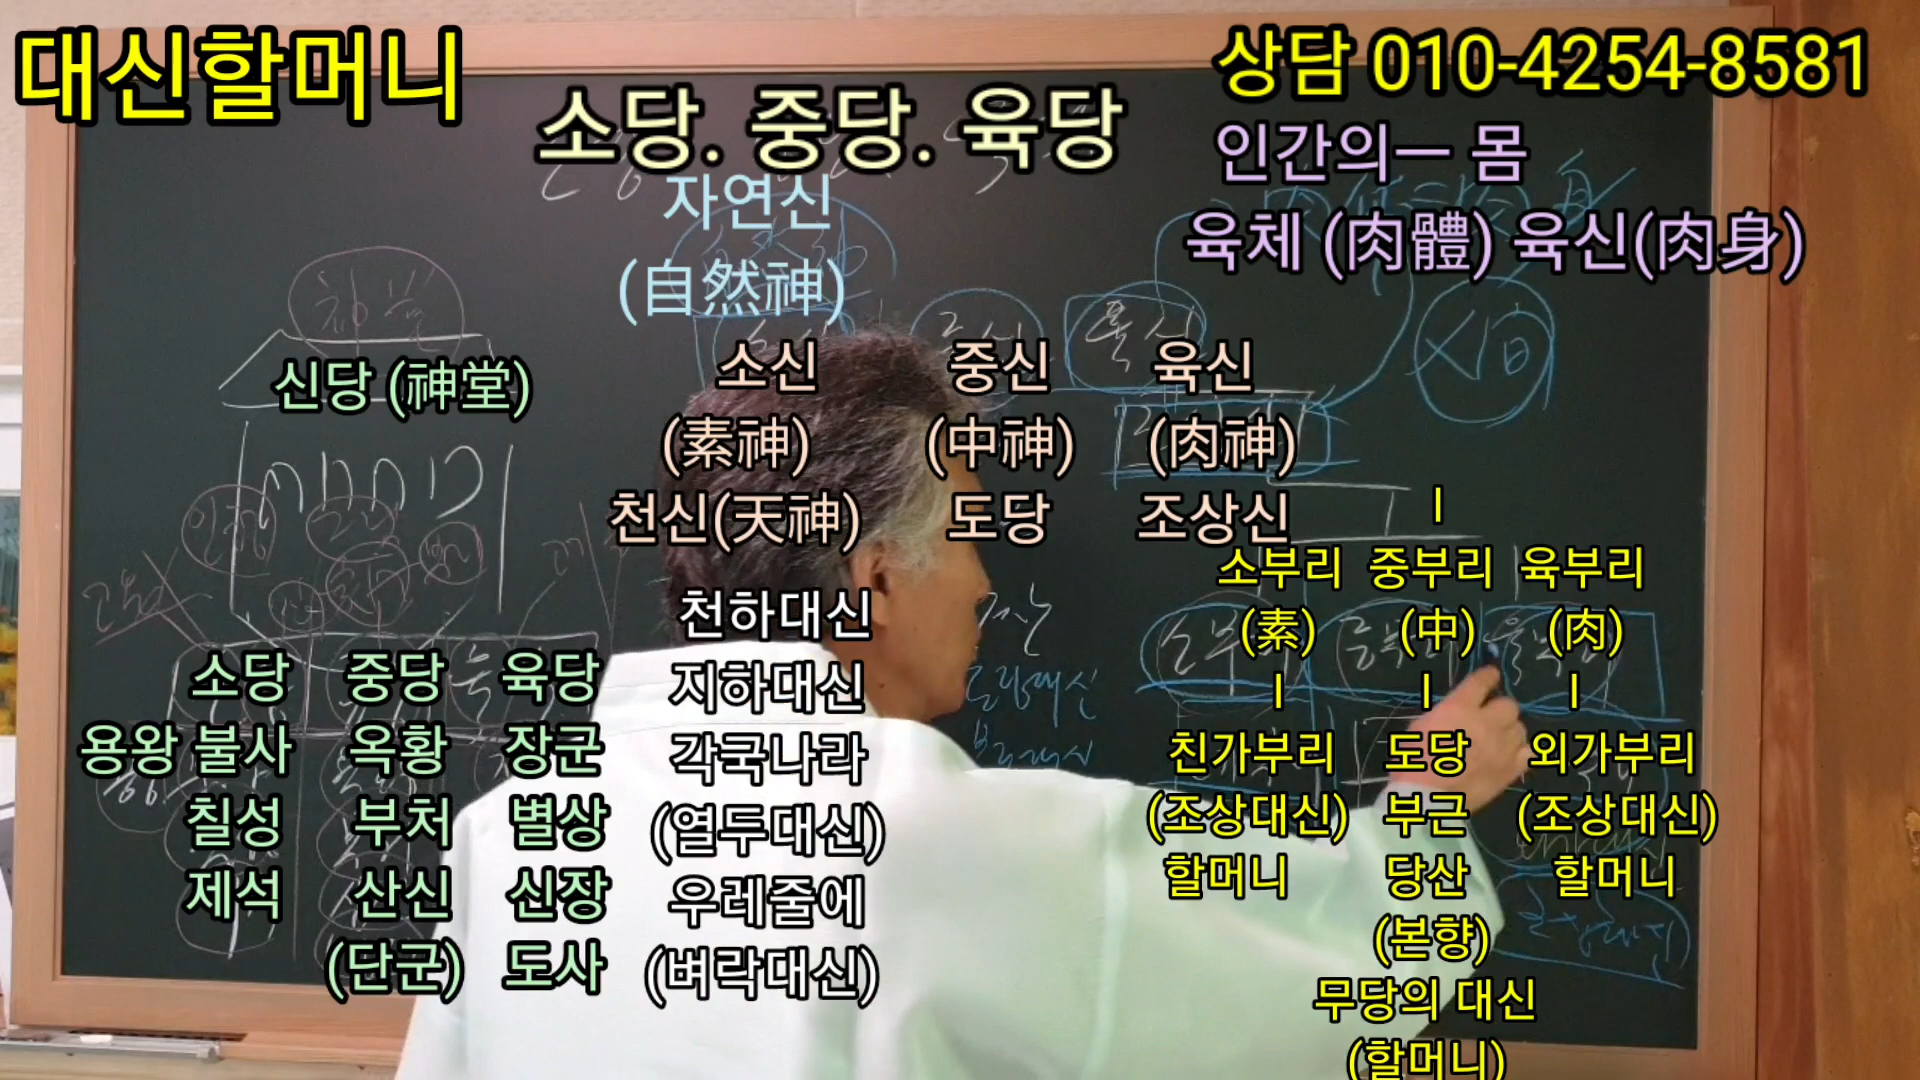 대신할머니
상담 010-4254-8581
소당. 중당. 육당
인간의ㅡ 몸
육체 (肉體) 육신(肉身)
자연신
(自然神)
신당 (神堂)
소신 중신 육신
(素神) (中神) (肉神)
천신(天神) 도당 조상신
소당 중당 육당
용왕 불사 옥황 장군
칠성 부처 별상
제석 산신 신장
(단군) 도사
천하대신
지하대신
각국나라
(열두대신)
우레줄에
(벼락대신)
ㅣ
소부리 중부리 육부리
(素) (中) (肉)
ㅣ ㅣ ㅣ
친가부리 도당 외가부리
(조상대신) 부근 (조상대신)
할머니 당산 할머니
(본향)
무당의 대신
(할머니)